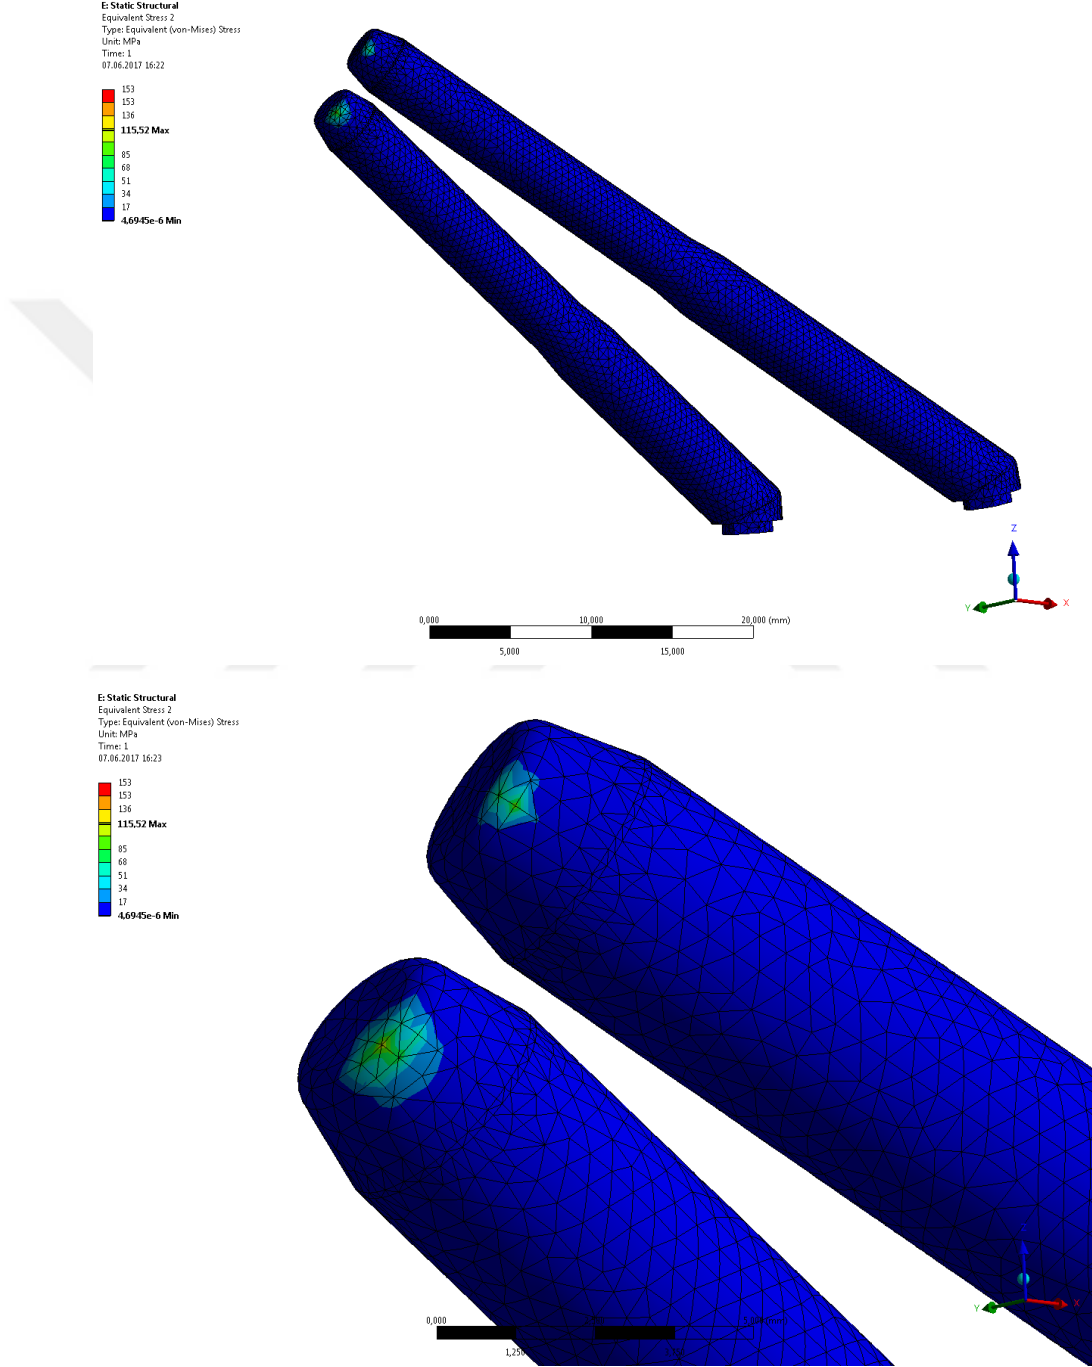 E: Static Structural
Equivalent Stress 2
Type: Equivalent (von-Mises) Stress
Unit: MPa
Time: 1
07.06.2017 16:22
153
153
136
115,52 Max
85
68
51
34
17
4,6945e-6 Min
Z
Y
X
0,000
10,000
20,000 (mm)
5,000
15,000
E: Static Structural
Equivalent Stress 2
Type: Equivalent (von-Mises) Stress
Unit: MPa
Time: 1
07.06.2017 16:23
153
153
136
115,52 Max
85
68
51
34
17
4,6945e-6 Min
Y
X
0,000